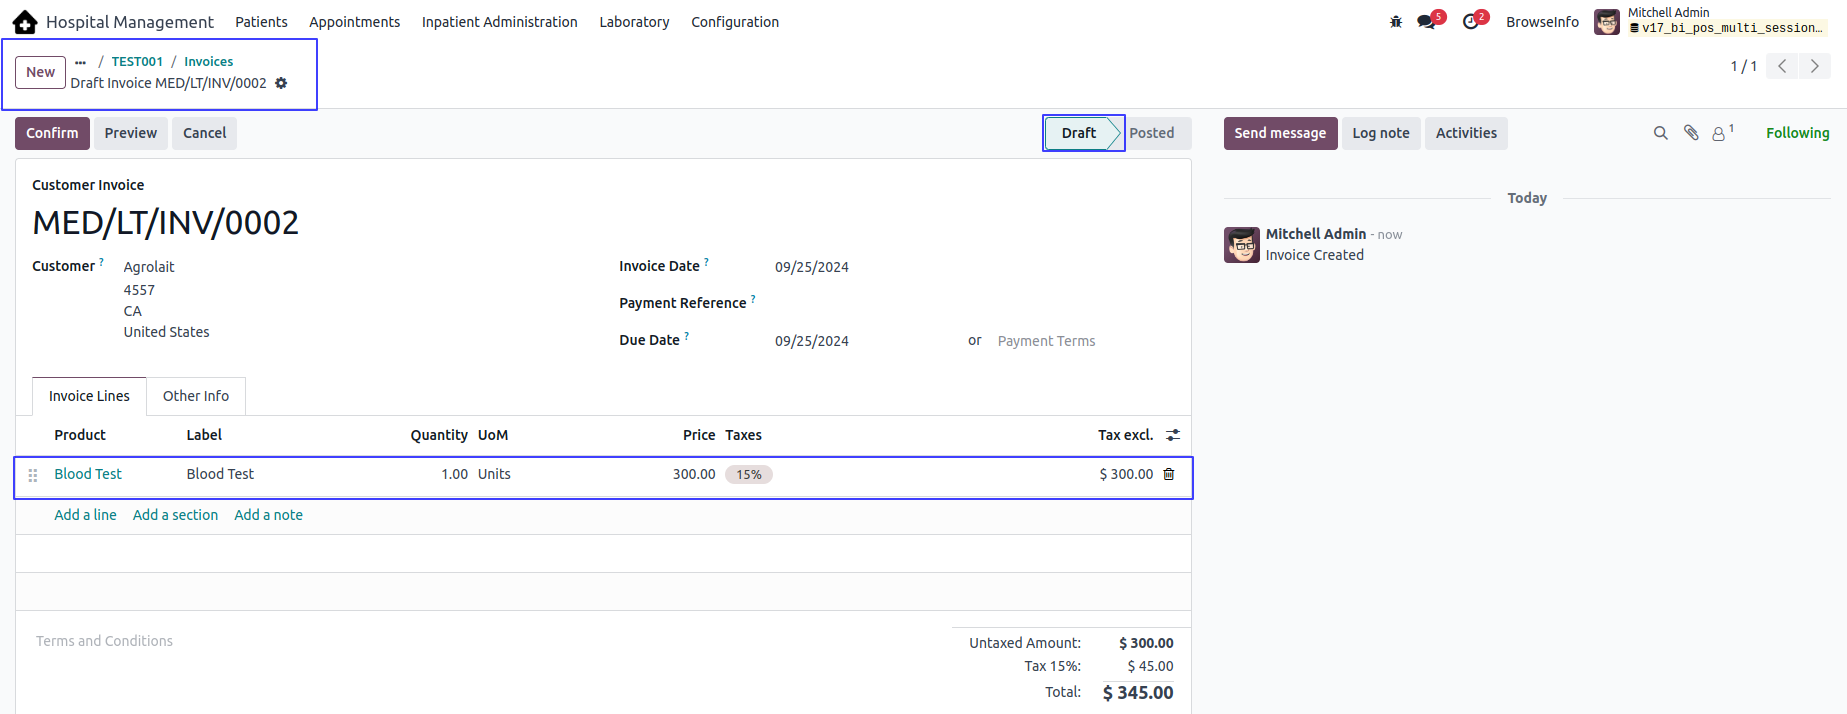 Hospital Management Patients Appointments Inpatient Administration Laboratory Configuration 5 2 BrowseInfo Mitchell Admin
v17_bi_pos_multi_session...
New ... / TEST001 / Invoices
Draft Invoice MED/LT/INV/0002
1 / 1
Confirm Preview Cancel Draft Posted Send message Log note Activities 1 Following
Customer Invoice
MED/LT/INV/0002
Today
Mitchell Admin - now
Invoice Created
Customer ? Agrolait Invoice Date ? 09/25/2024
4557
CA Payment Reference ?
United States Due Date ? 09/25/2024 or Payment Terms
Invoice Lines Other Info
Product Label Quantity UoM Price Taxes Tax excl.
Blood Test Blood Test 1.00 Units 300.00 15% $ 300.00
Add a line Add a section Add a note
Terms and Conditions
Untaxed Amount: $ 300.00
Tax 15%: $ 45.00
Total: $ 345.00